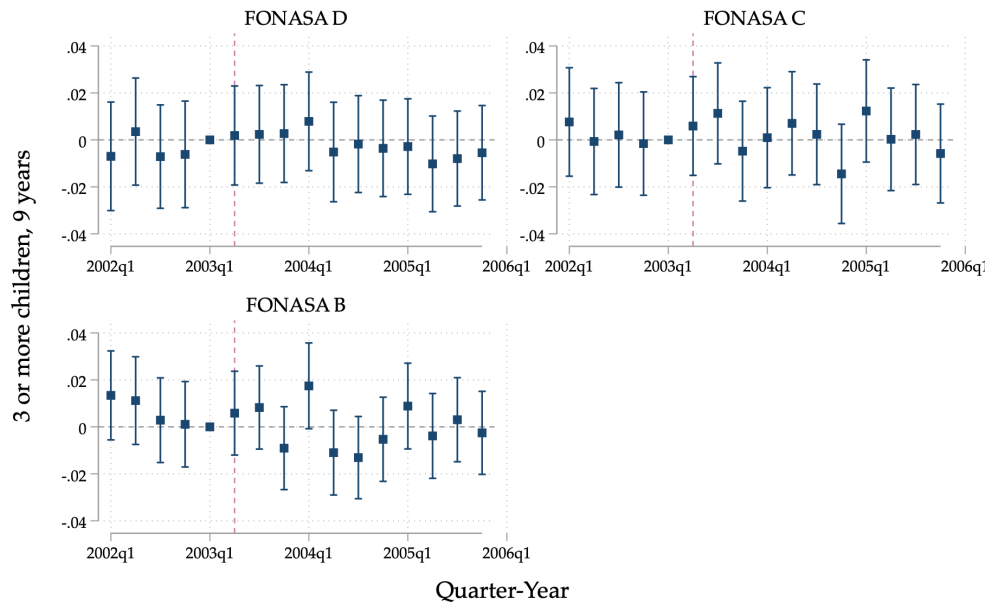 FONASA D
FONASA C
.04
.02
0
-.02
-.04
2002q1 2003q1 2004q1 2005q1 2006q1
.04
.02
0
-.02
-.04
2002q1 2003q1 2004q1 2005q1 2006q1
3 or more children, 9 years
FONASA B
.04
.02
0
-.02
-.04
2002q1 2003q1 2004q1 2005q1 2006q1
Quarter-Year